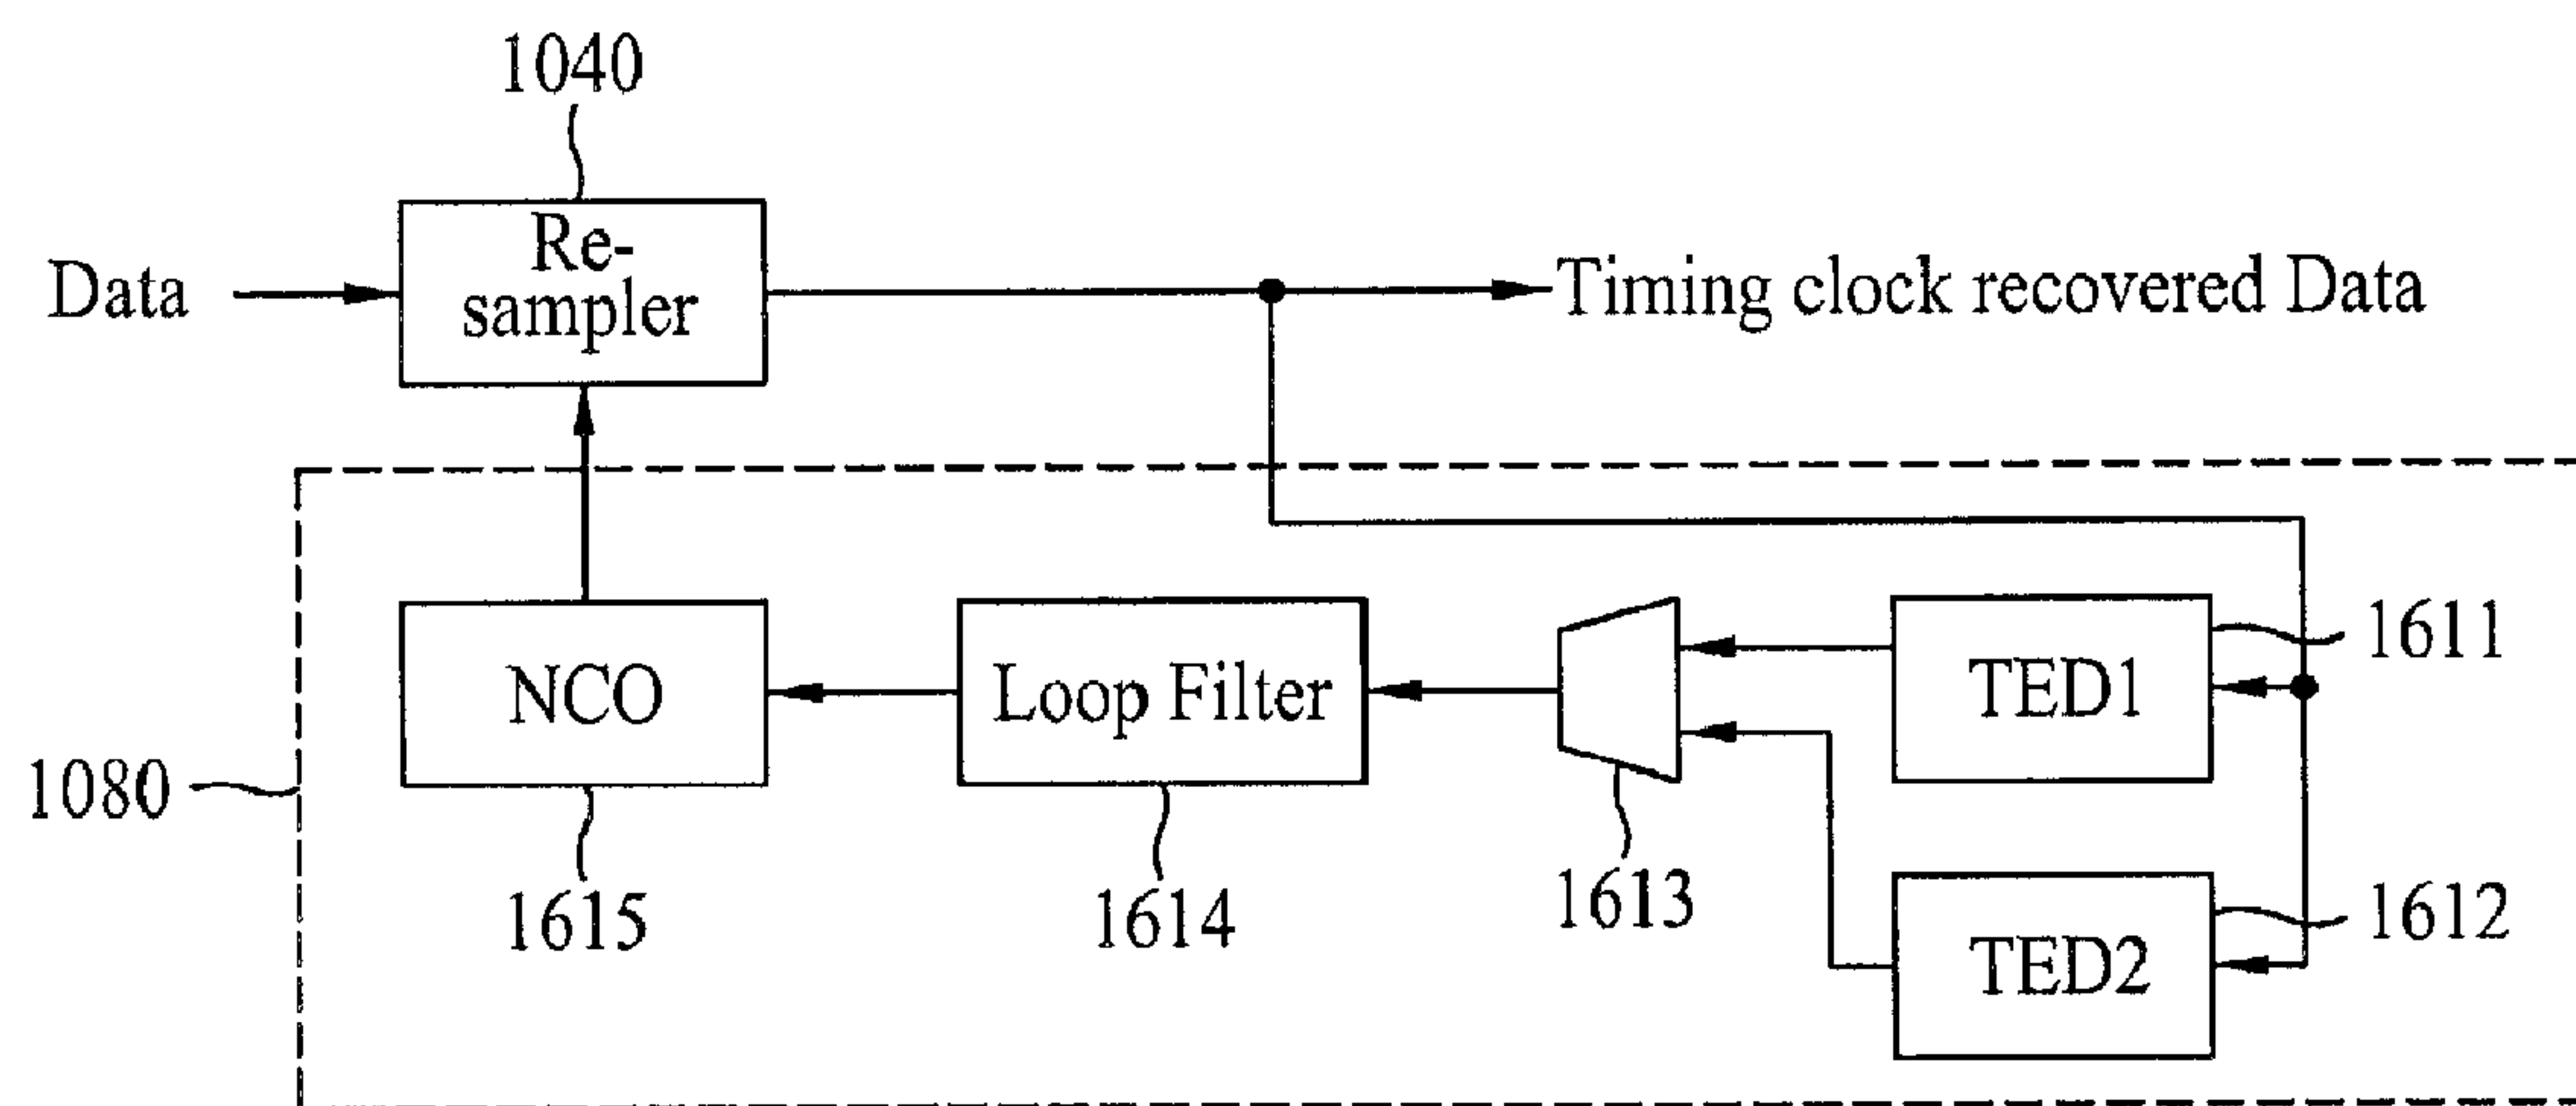 1040
Re-
sampler
Data
Timing clock recovered Data
NCO
Loop Filter
TED1
1611
1080
1615
1614
1613
TED2
1612